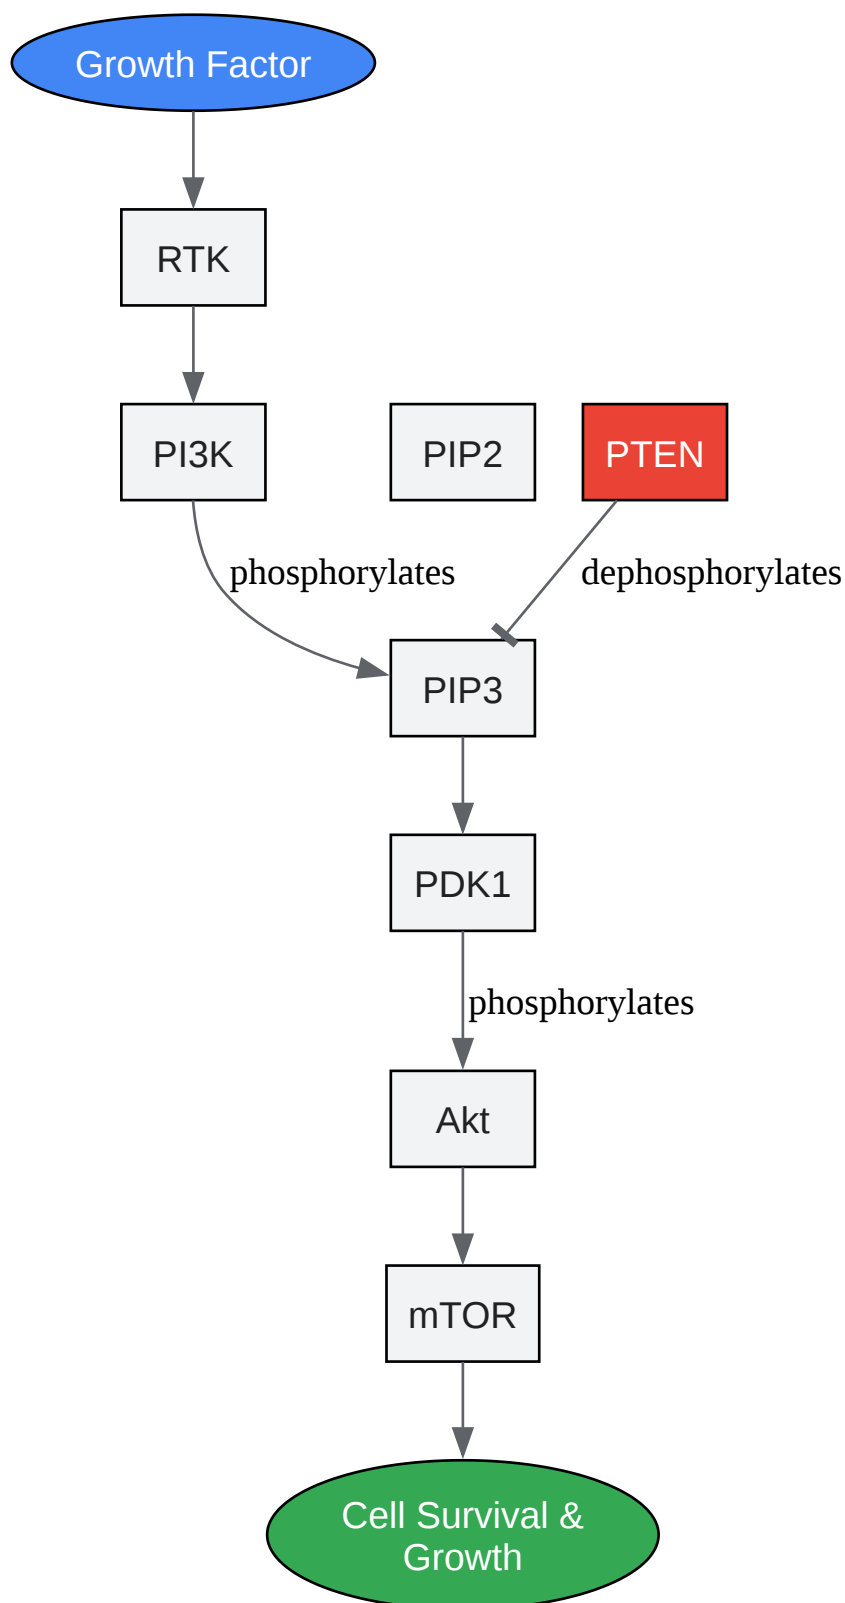 Growth Factor
RTK
PI3K
PIP2
PTEN
phosphorylates
dephosphorylates
PIP3
PDK1
phosphorylates
Akt
mTOR
Cell Survival &
Growth